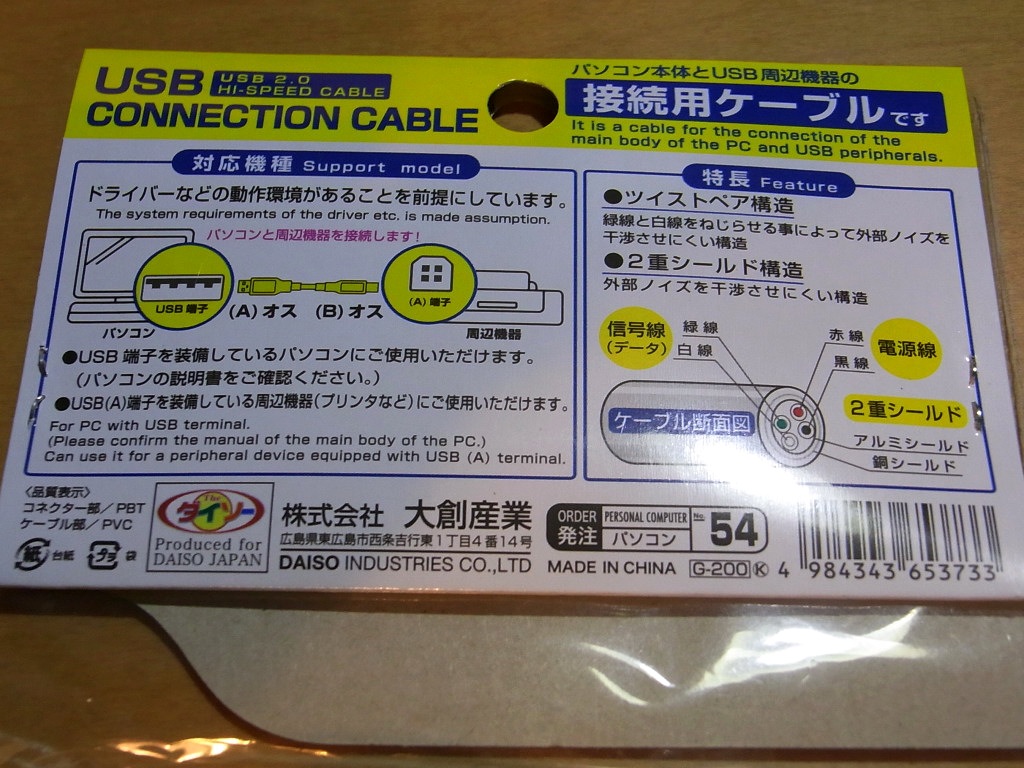 USB USB 2.0
HI-SPEED CABLE
CONNECTION CABLE
パソコン本体とUSB周辺機器の
接続用ケーブルです
It is a cable for the connection of the
main body of the PC and USB peripherals.
対応機種 Support model
ドライバーなどの動作環境があることを前提にしています。
The system requirements of the driver etc. is made assumption.
パソコンと周辺機器を接続します!
USB 端子
(A) オス (B) オス
(A) 端子
パソコン
周辺機器
●USB 端子を装備しているパソコンにご使用いただけます。
(パソコンの説明書をご確認ください。)
●USB(A)端子を装備している周辺機器(プリンタなど)にご使用いただけます。
For PC with USB terminal.
(Please confirm the manual of the main body of the PC.)
Can use it for a peripheral device equipped with USB (A) terminal.
特長 Feature
●ツイストペア構造
緑線と白線をねじらせる事によって外部ノイズを
干渉させにくい構造
●2重シールド構造
外部ノイズを干渉させにくい構造
信号線
(データ)
緑線
白線
赤線
黒線
電源線
ケーブル断面図
2重シールド
アルミシールド
銅シールド
〈品質表示〉
コネクター部/PBT
ケーブル部/PVC
紙 台紙 プラ 袋
The
ダイソー
Produced for
DAISO JAPAN
株式会社 大創産業
広島県東広島市西条吉行東1丁目4番14号
DAISO INDUSTRIES CO.,LTD
ORDER
発注
PERSONAL COMPUTER
パソコン
No. 54
MADE IN CHINA G-200 K
4 984343 653733